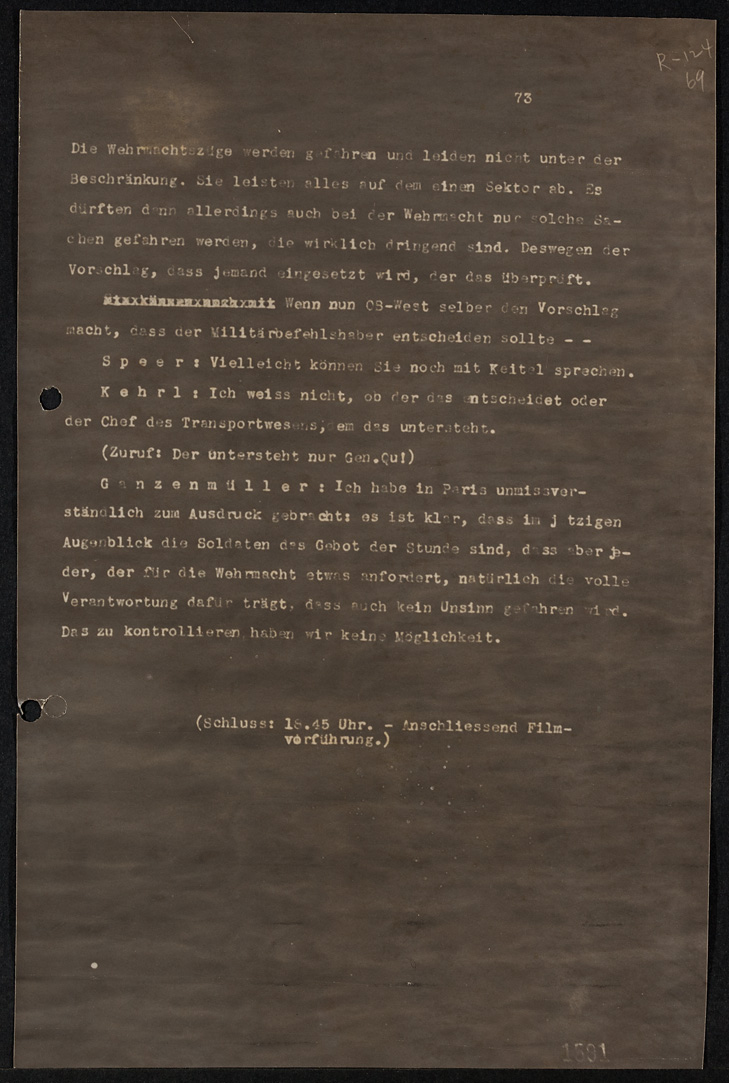 R-124
69
73
Die Wehrmachtszüge werden gefahren und leiden nicht unter der
Beschränkung. Sie leisten alles auf dem einen Sektor ab. Es
dürften dann allerdings auch bei der Wehrmacht nur solche Sa-
chen gefahren werden, die wirklich dringend sind. Deswegen der
Vorschlag, dass jemand eingesetzt wird, der das überprüft.
Wenn nun OB-West selber den Vorschlag
macht, dass der Militärbefehlshaber entscheiden sollte - -
S p e e r : Vielleicht können Sie noch mit Keitel sprechen.
K e h r l : Ich weiss nicht, ob der das entscheidet oder
der Chef des Transportwesens, dem das untersteht.
(Zuruf: Der untersteht nur Gen.Qu!)
G a n z e n m ü l l e r : Ich habe in Paris unmissver-
ständlich zum Ausdruck gebracht: es ist klar, dass im j tzigen
Augenblick die Soldaten das Gebot der Stunde sind, dass aber je-
der, der für die Wehrmacht etwas anfordert, natürlich die volle
Verantwortung dafür trägt, dass auch kein Unsinn gefahren wird.
Das zu kontrollieren haben wir keine Möglichkeit.
(Schluss: 18.45 Uhr. - Anschliessend Film-
vorführung.)
1591